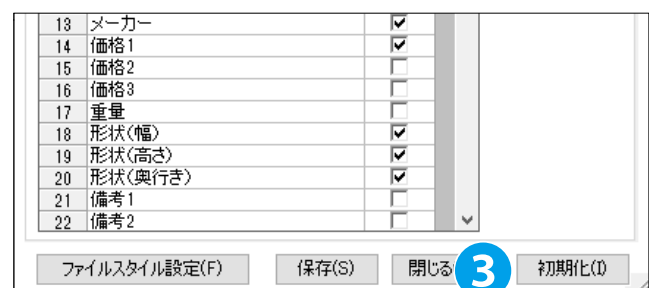 13 メーカー
14 価格1
15 価格2
16 価格3
17 重量
18 形状(幅)
19 形状(高さ)
20 形状(奥行き)
21 備考1
22 備考2
ファイルスタイル設定(F) 保存(S) 閉じる 3 初期化(I)